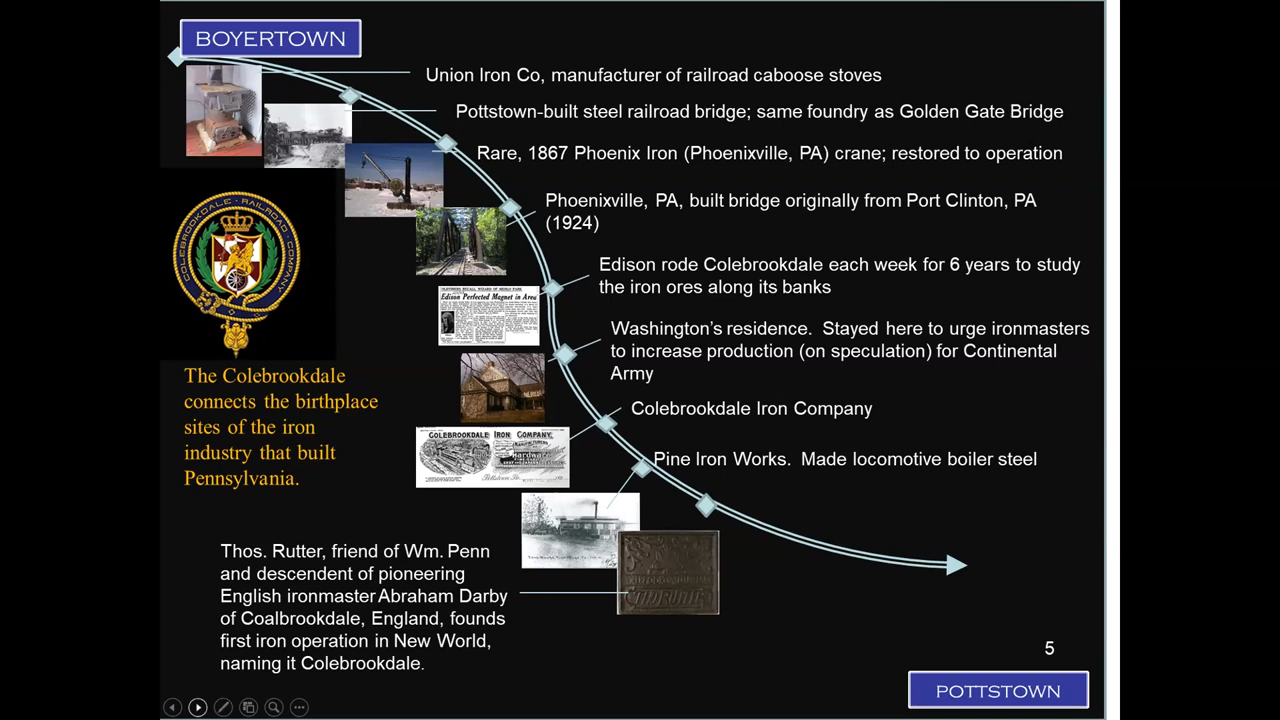 BOYERTOWN
Union Iron Co, manufacturer of railroad caboose stoves
Pottstown-built steel railroad bridge; same foundry as Golden Gate Bridge
Rare, 1867 Phoenix Iron (Phoenixville, PA) crane; restored to operation
Phoenixville, PA, built bridge originally from Port Clinton, PA
(1924)
COLEBROOKDALE RAILROAD COMPANY
Edison rode Colebrookdale each week for 6 years to study
the iron ores along its banks
Edison Perfected Magnet in Area
Washington's residence.  Stayed here to urge ironmasters
to increase production (on speculation) for Continental
Army
The Colebrookdale
connects the birthplace
sites of the iron
industry that built
Pennsylvania.
Colebrookdale Iron Company
COLEBROOKDALE IRON COMPANY,
Hardware
Pine Iron Works.  Made locomotive boiler steel
Thos. Rutter, friend of Wm. Penn
and descendent of pioneering
English ironmaster Abraham Darby
of Coalbrookdale, England, founds
first iron operation in New World,
naming it Colebrookdale.
5
POTTSTOWN